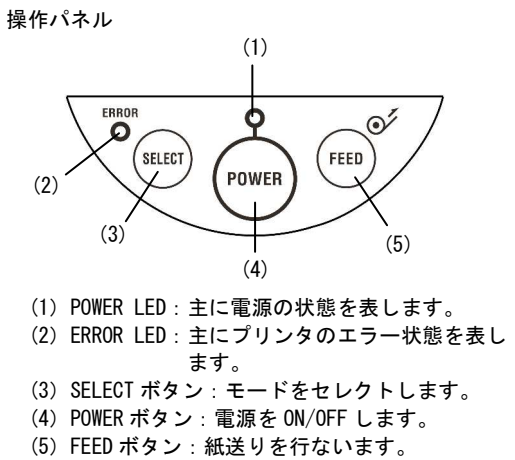 操作パネル
(1)
ERROR
SELECT
POWER
FEED
(2)
(3)
(4)
(5)
(1) POWER LED：主に電源の状態を表します。
(2) ERROR LED：主にプリンタのエラー状態を表し
ます。
(3) SELECT ボタン：モードをセレクトします。
(4) POWER ボタン：電源を ON/OFF します。
(5) FEED ボタン：紙送りを行ないます。